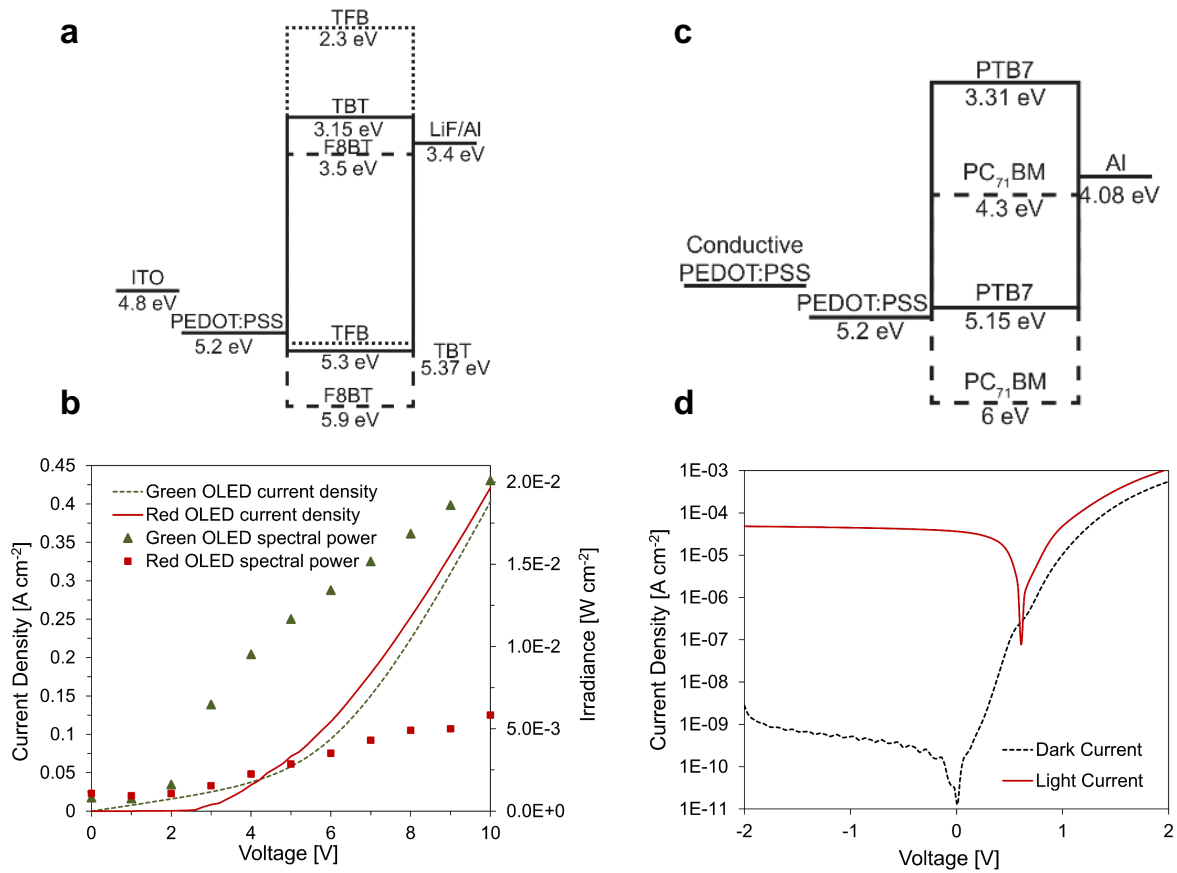 a
TFB
2.3 eV
TBT
3.15 eV
F8BT
3.5 eV
LiF/Al
3.4 eV
ITO
4.8 eV
PEDOT:PSS
5.2 eV
TFB
5.3 eV
TBT
5.37 eV
F8BT
5.9 eV
b
0.45
0.4
0.35
0.3
0.25
0.2
0.15
0.1
0.05
0
Current Density [A cm-2]
Green OLED current density
Red OLED current density
Green OLED spectral power
Red OLED spectral power
2.0E-2
1.5E-2
1.0E-2
5.0E-3
0.0E+0
Irradiance [W cm-2]
0 2 4 6 8 10
Voltage [V]
c
PTB7
3.31 eV
PC71BM
4.3 eV
Al
4.08 eV
Conductive
PEDOT:PSS
PEDOT:PSS
5.2 eV
PTB7
5.15 eV
PC71BM
6 eV
d
1E-03
1E-04
1E-05
1E-06
1E-07
1E-08
1E-09
1E-10
1E-11
Current Density [A cm-2]
Dark Current
Light Current
-2 -1 0 1 2
Voltage [V]